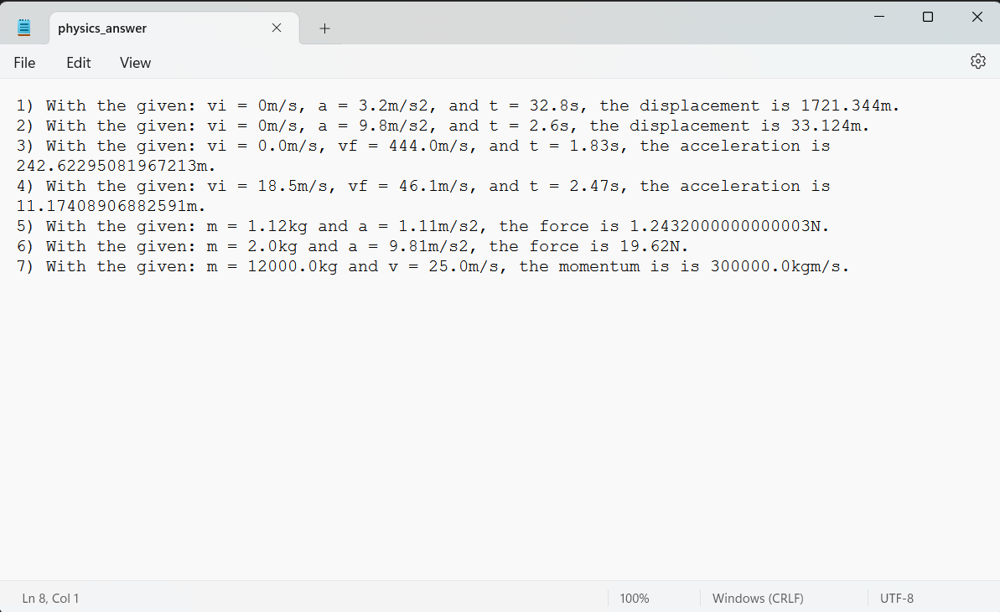 physics_answer
File Edit View
1) With the given: vi = 0m/s, a = 3.2m/s2, and t = 32.8s, the displacement is 1721.344m.
2) With the given: vi = 0m/s, a = 9.8m/s2, and t = 2.6s, the displacement is 33.124m.
3) With the given: vi = 0.0m/s, vf = 444.0m/s, and t = 1.83s, the acceleration is
242.62295081967213m.
4) With the given: vi = 18.5m/s, vf = 46.1m/s, and t = 2.47s, the acceleration is
11.17408906882591m.
5) With the given: m = 1.12kg and a = 1.11m/s2, the force is 1.2432000000000003N.
6) With the given: m = 2.0kg and a = 9.81m/s2, the force is 19.62N.
7) With the given: m = 12000.0kg and v = 25.0m/s, the momentum is is 300000.0kgm/s.
Ln 8, Col 1 100% Windows (CRLF) UTF-8